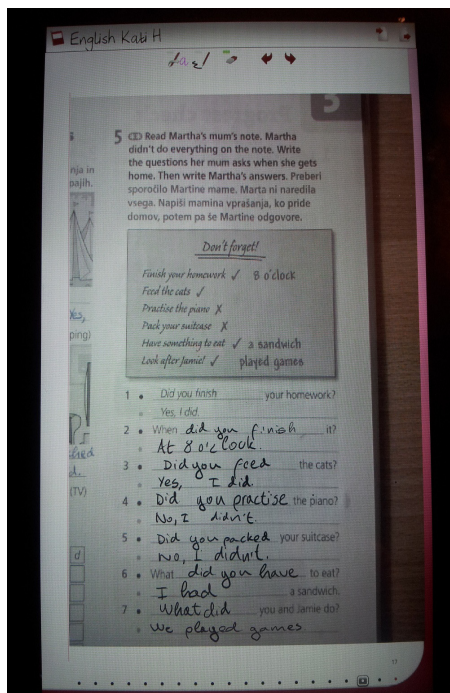 English Kati H
5 Read Martha's mum's note. Martha
didn't do everything on the note. Write
the questions her mum asks when she gets
home. Then write Martha's answers. Preberi
sporočilo Martine mame. Marta ni naredila
vsega. Napiši mamina vprašanja, ko pride
domov, potem pa še Martine odgovore.
nja in
pajih.
Don't forget!
Finish your homework ✓ 8 o'clock
Feed the cats ✓
Practise the piano ✗
Pack your suitcase ✗
Have something to eat ✓ a sandwich
Look after Jamie! ✓ played games
Yes,
ping)
d.
(TV)
d
1 • Did you finish your homework?
• Yes, I did.
2 • When did you finish it?
• At 8 o'clock.
3 • Did you feed the cats?
• Yes, I did.
4 • Did you practise the piano?
• No, I didn't.
5 • Did you packed your suitcase?
• No, I didn't.
6 • What did you have to eat?
• I had a sandwich.
7 • What did you and Jamie do?
• We played games
17